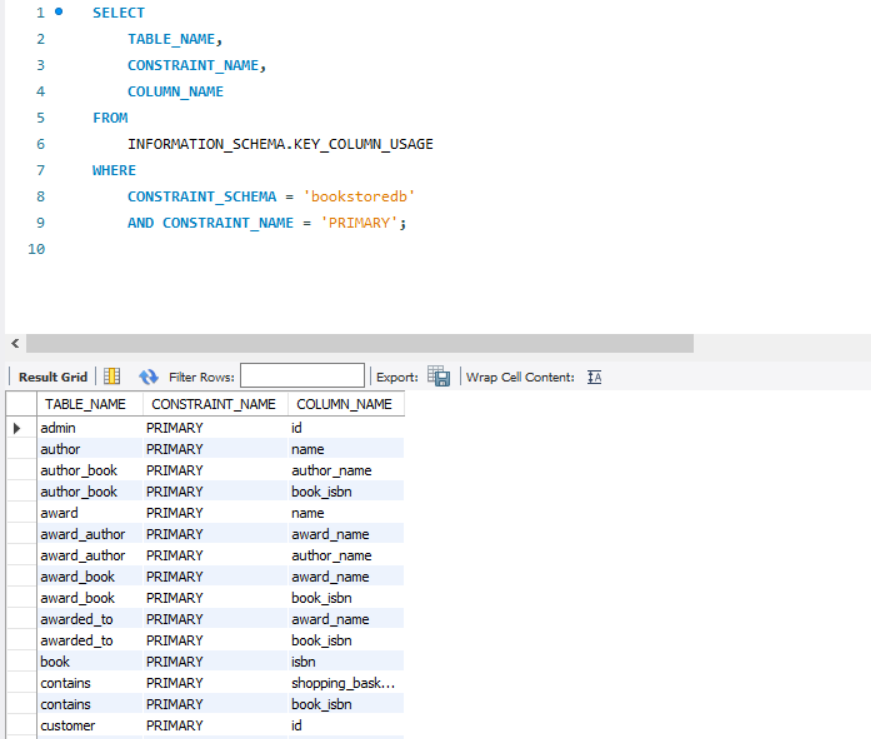 1 SELECT
2 TABLE_NAME,
3 CONSTRAINT_NAME,
4 COLUMN_NAME
5 FROM
6 INFORMATION_SCHEMA.KEY_COLUMN_USAGE
7 WHERE
8 CONSTRAINT_SCHEMA = 'bookstoredb'
9 AND CONSTRAINT_NAME = 'PRIMARY';
10
Result Grid Filter Rows: Export: Wrap Cell Content: IA
TABLE_NAME CONSTRAINT_NAME COLUMN_NAME
admin PRIMARY id
author PRIMARY name
author_book PRIMARY author_name
author_book PRIMARY book_isbn
award PRIMARY name
award_author PRIMARY award_name
award_author PRIMARY author_name
award_book PRIMARY award_name
award_book PRIMARY book_isbn
awarded_to PRIMARY award_name
awarded_to PRIMARY book_isbn
book PRIMARY isbn
contains PRIMARY shopping_bask...
contains PRIMARY book_isbn
customer PRIMARY id